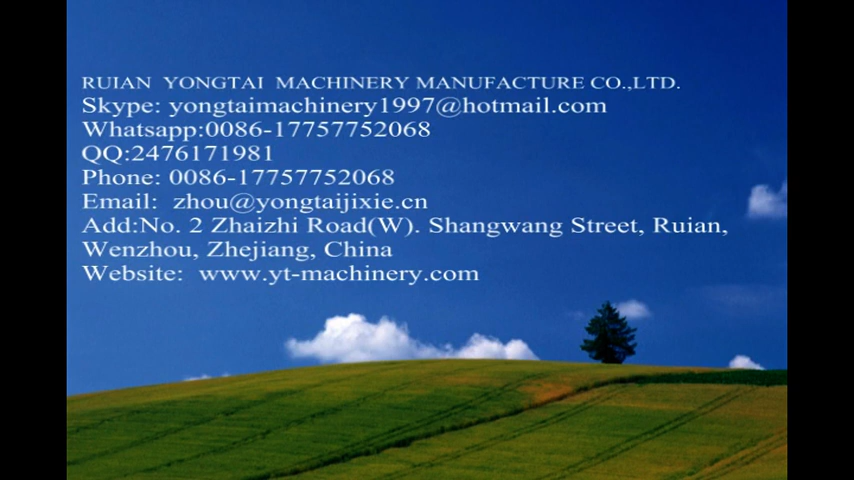 RUIAN YONGTAI MACHINERY MANUFACTURE CO.,LTD.
Skype: yongtaimachinery1997@hotmail.com
Whatsapp:0086-17757752068
QQ:2476171981
Phone: 0086-17757752068
Email: zhou@yongtaijixie.cn
Add:No. 2 Zhaizhi Road(W). Shangwang Street, Ruian,
Wenzhou, Zhejiang, China
Website: www.yt-machinery.com